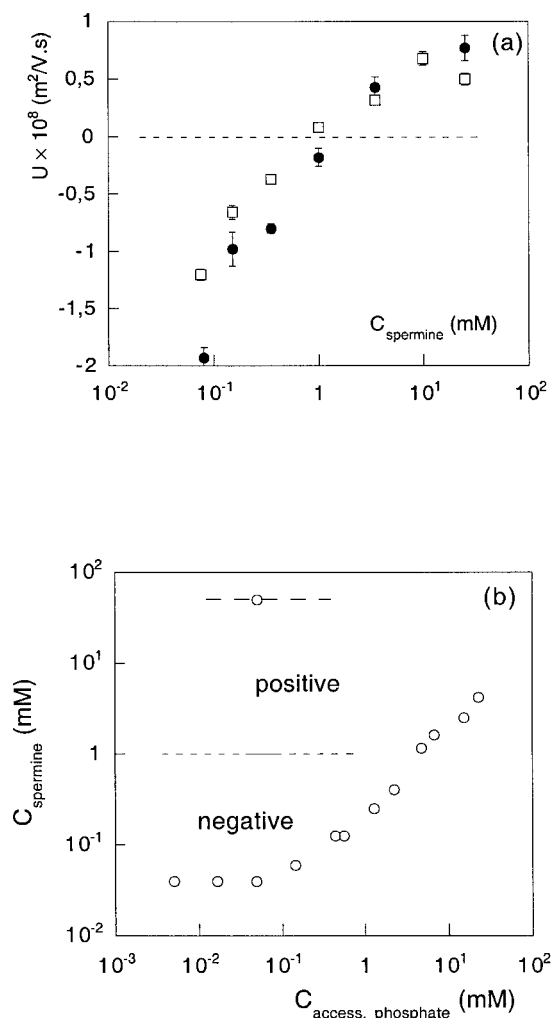 1
(a)
0,5
0
-0,5
-1
-1,5
-2
U × 10⁸ (m²/V.s)
C_spermine (mM)
10⁻² 10⁻¹ 1 10¹ 10²
10² (b)
10¹
positive
1
negative
10⁻¹
10⁻²
C_spermine (mM)
10⁻³ 10⁻² 10⁻¹ 1 10¹ 10²
C_access. phosphate (mM)